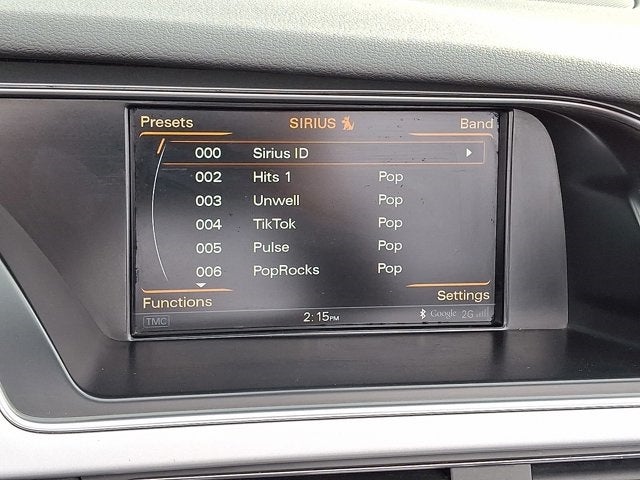 Presets SIRIUS Band
000 Sirius ID
002 Hits 1 Pop
003 Unwell Pop
004 TikTok Pop
005 Pulse Pop
006 PopRocks Pop
Functions Settings
TMC 2:15PM Google 2G